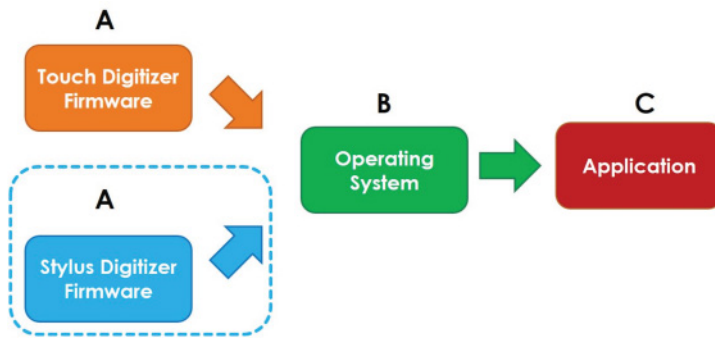 A
Touch Digitizer
Firmware
B
Operating
System
C
Application
A
Stylus Digitizer
Firmware